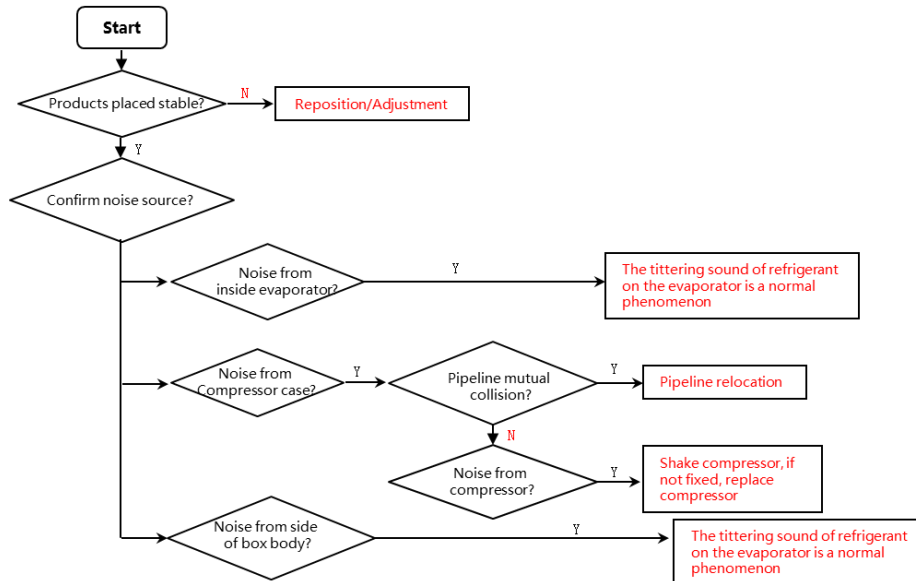 Start
Products placed stable?
N
Reposition/Adjustment
Y
Confirm noise source?
Noise from
inside evaporator?
Y
The tittering sound of refrigerant
on the evaporator is a normal
phenomenon
Noise from
Compressor case?
Y
Pipeline mutual
collision?
Y
Pipeline relocation
N
Noise from
compressor?
Y
Shake compressor, if
not fixed, replace
compressor
Noise from side
of box body?
Y
The tittering sound of refrigerant
on the evaporator is a normal
phenomenon